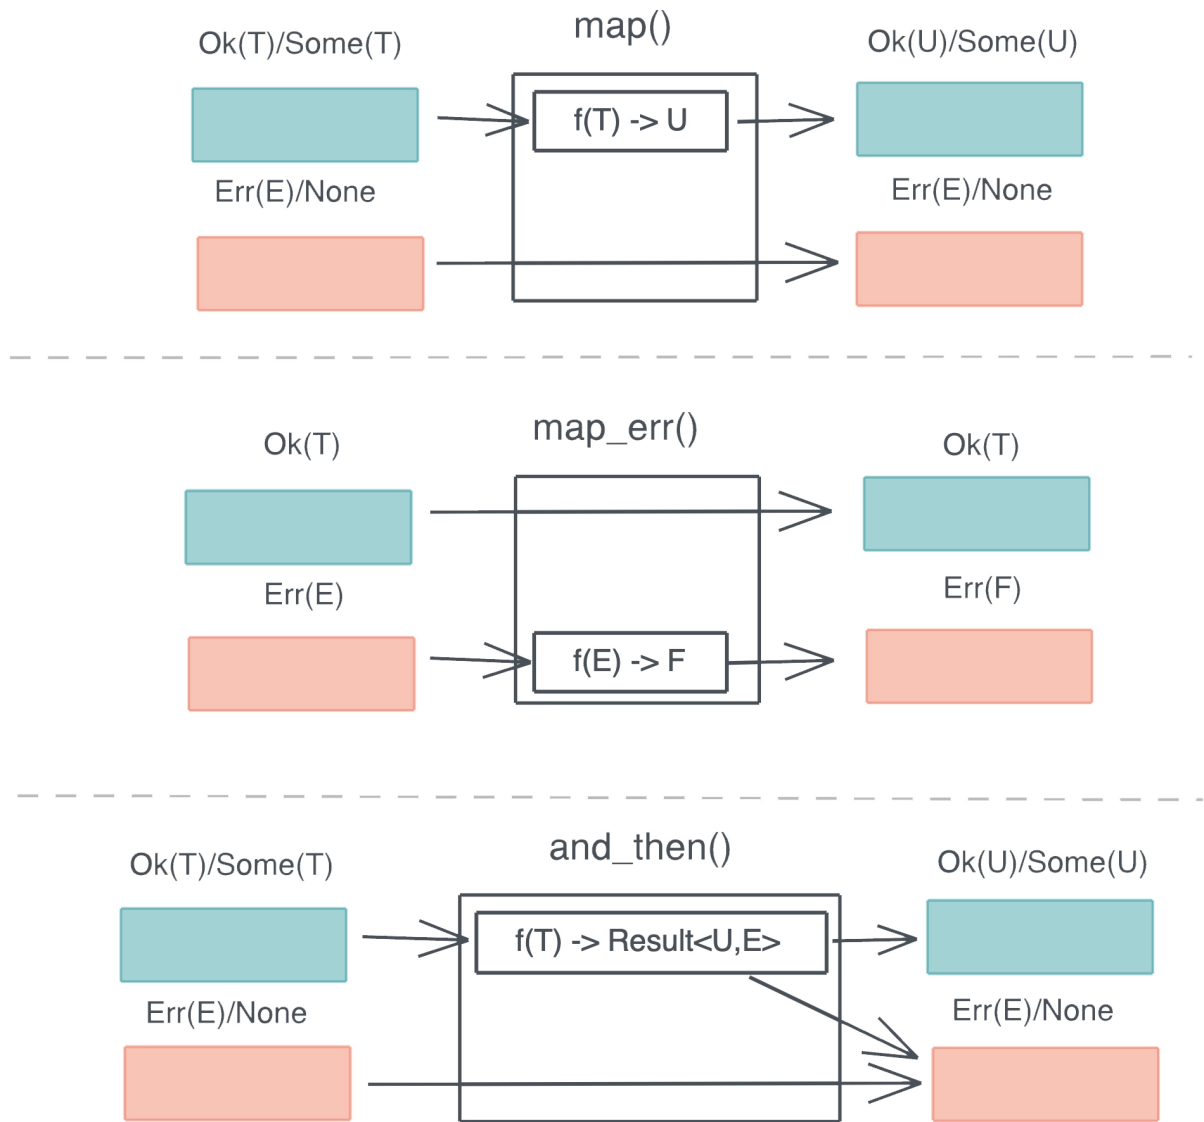 map()
Ok(T)/Some(T)
Ok(U)/Some(U)
f(T) -> U
Err(E)/None
Err(E)/None
map_err()
Ok(T)
Ok(T)
Err(E)
Err(F)
f(E) -> F
and_then()
Ok(T)/Some(T)
Ok(U)/Some(U)
f(T) -> Result<U,E>
Err(E)/None
Err(E)/None